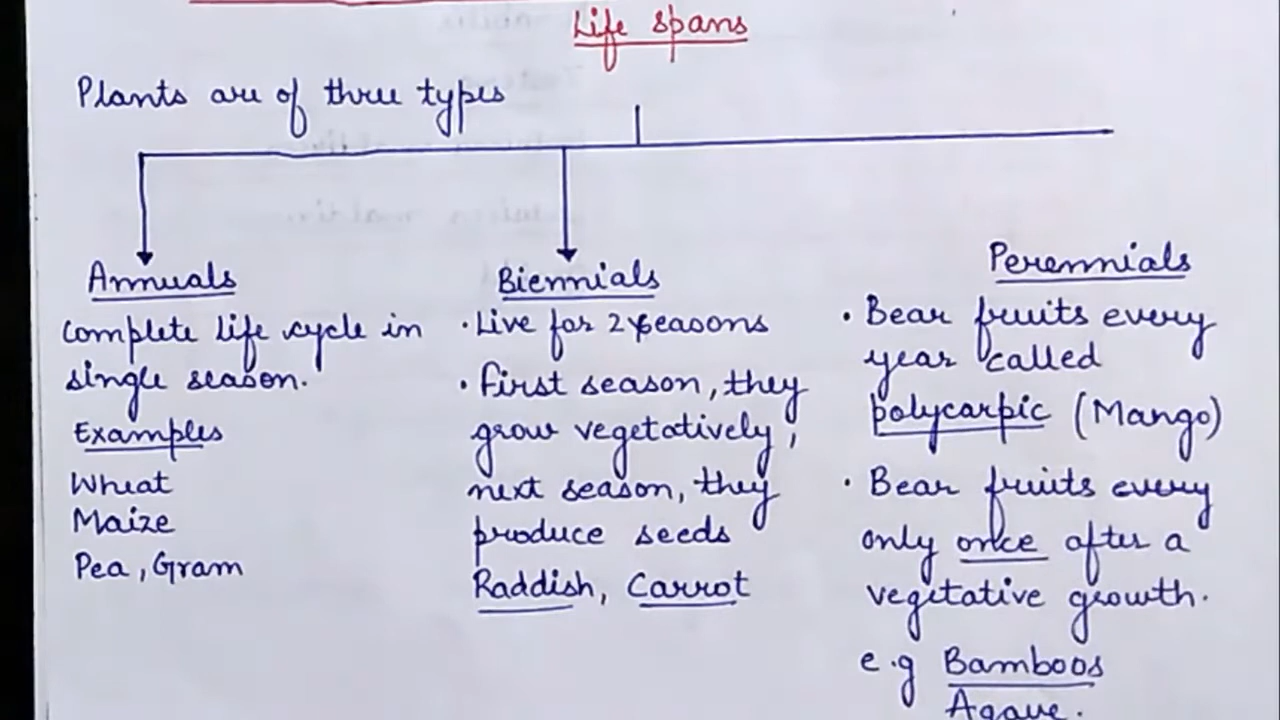 Life spans
Plants are of three types
Annuals
Complete life cycle in
single season.
Examples
Wheat
Maize
Pea, Gram
Biennials
• Live for 2 seasons
• First season, they
grow vegetatively,
next season, they
produce seeds
Raddish, Carrot
Perennials
• Bear fruits every
year called
polycarpic (Mango)
• Bear fruits every
only once after a
vegetative growth.
e.g Bamboos
Agave.